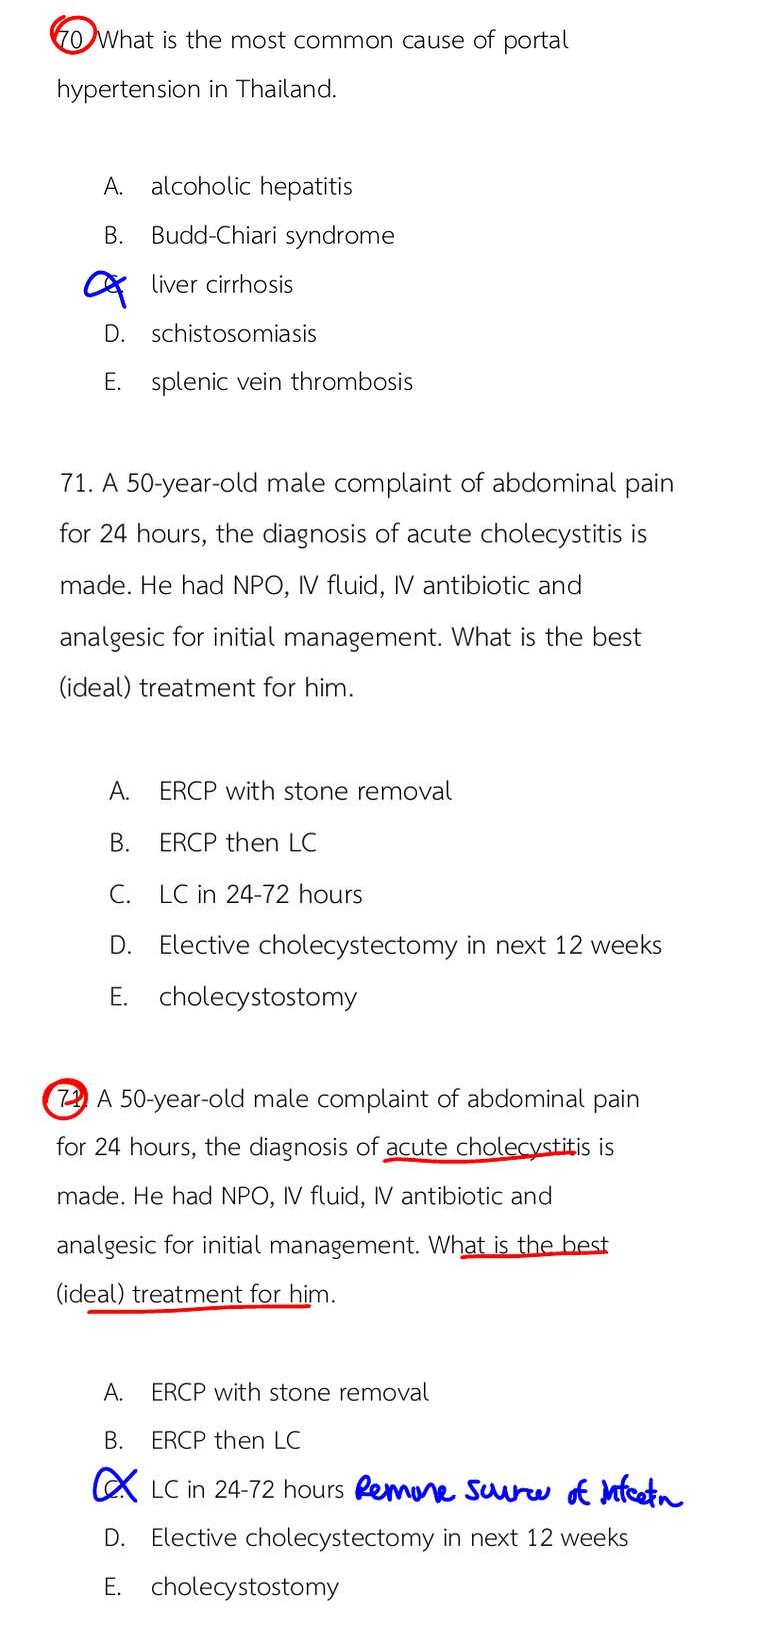 70 What is the most common cause of portal
hypertension in Thailand.
A. alcoholic hepatitis
B. Budd-Chiari syndrome
C. liver cirrhosis
D. schistosomiasis
E. splenic vein thrombosis
71. A 50-year-old male complaint of abdominal pain
for 24 hours, the diagnosis of acute cholecystitis is
made. He had NPO, IV fluid, IV antibiotic and
analgesic for initial management. What is the best
(ideal) treatment for him.
A. ERCP with stone removal
B. ERCP then LC
C. LC in 24-72 hours
D. Elective cholecystectomy in next 12 weeks
E. cholecystostomy
71. A 50-year-old male complaint of abdominal pain
for 24 hours, the diagnosis of acute cholecystitis is
made. He had NPO, IV fluid, IV antibiotic and
analgesic for initial management. What is the best
(ideal) treatment for him.
A. ERCP with stone removal
B. ERCP then LC
C. LC in 24-72 hours Remove source of infectn
D. Elective cholecystectomy in next 12 weeks
E. cholecystostomy